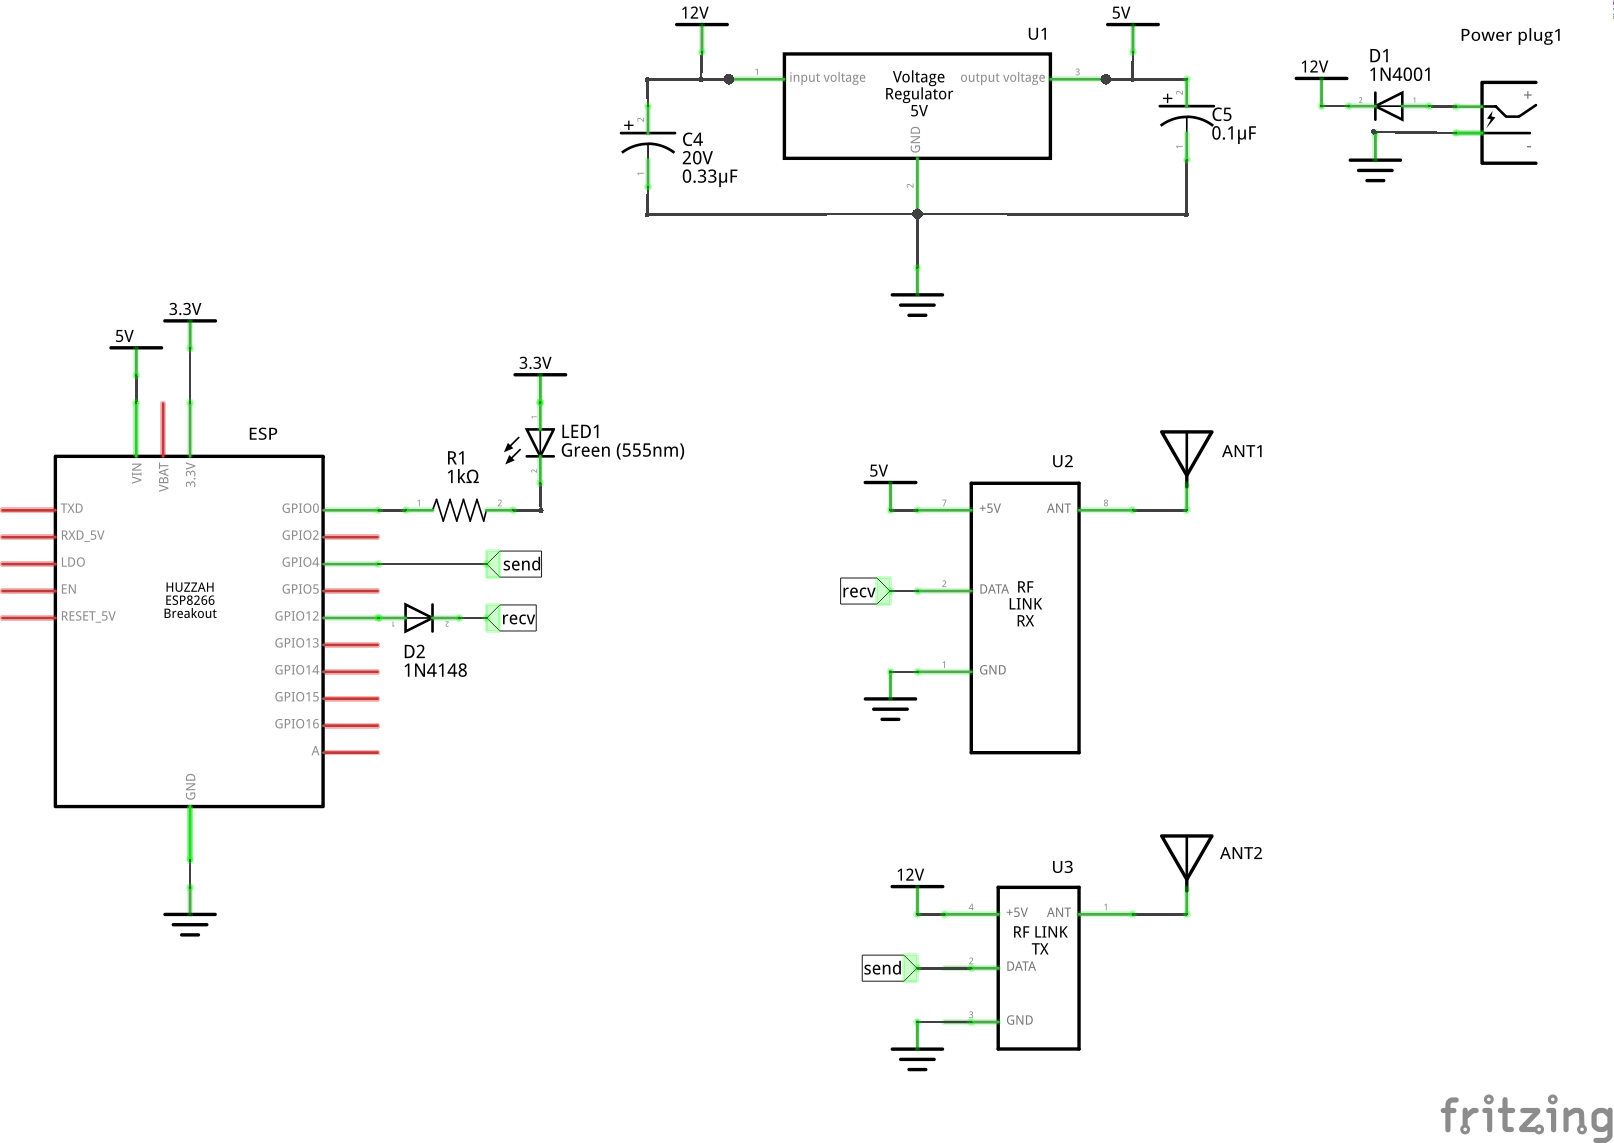 12V
5V
U1
Power plug1
1
input voltage
Voltage
Regulator
5V
output voltage
3
GND
2
+
2
C4
20V
0.33µF
1
+
2
C5
0.1µF
1
12V
D1
1N4001
2
1
+
-
3.3V
5V
ESP
VIN
VBAT
3.3V
TXD
RXD_5V
LDO
EN
RESET_5V
HUZZAH
ESP8266
Breakout
GPIO0
GPIO2
GPIO4
GPIO5
GPIO12
GPIO13
GPIO14
GPIO15
GPIO16
A
GND
R1
1kΩ
1
2
3.3V
1
LED1
Green (555nm)
2
send
1
2
recv
D2
1N4148
U2
ANT1
5V
7
+5V
ANT
8
recv
2
DATA
RF
LINK
RX
1
GND
U3
ANT2
12V
4
+5V
ANT
1
RF LINK
TX
send
2
DATA
3
GND
fritzing